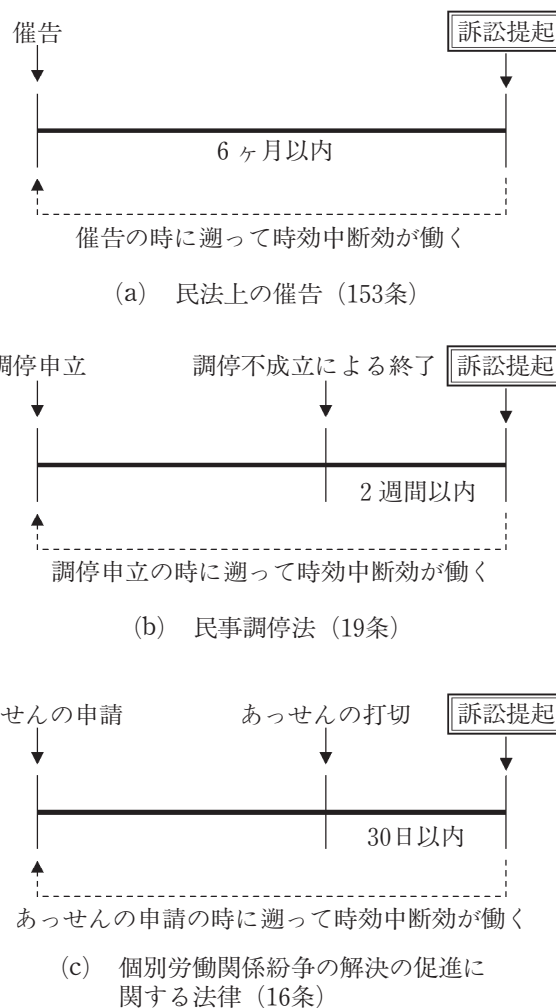 催告
訴訟提起
6ヶ月以内
催告の時に遡って時効中断効が働く
(a) 民法上の催告（153条）
調停申立
調停不成立による終了
訴訟提起
2週間以内
調停申立の時に遡って時効中断効が働く
(b) 民事調停法（19条）
せんの申請
あっせんの打切
訴訟提起
30日以内
あっせんの申請の時に遡って時効中断効が働く
(c) 個別労働関係紛争の解決の促進に
関する法律（16条）